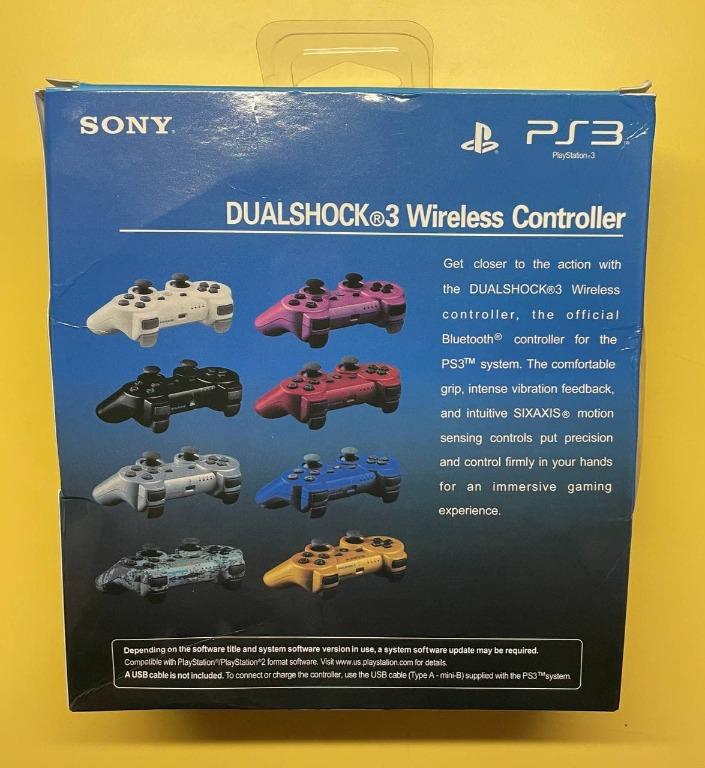 SONY
PS3
PlayStation®3
DUALSHOCK®3 Wireless Controller
Get closer to the action with
the DUALSHOCK®3 Wireless
controller, the official
Bluetooth® controller for the
PS3™ system. The comfortable
grip, intense vibration feedback,
and intuitive SIXAXIS® motion
sensing controls put precision
and control firmly in your hands
for an immersive gaming
experience.
Depending on the software title and system software version in use, a system software update may be required.
Compatible with PlayStation®/PlayStation®2 format software. Visit www.us.playstation.com for details.
A USB cable is not included. To connect or charge the controller, use the USB cable (Type A - mini-B) supplied with the PS3™system.